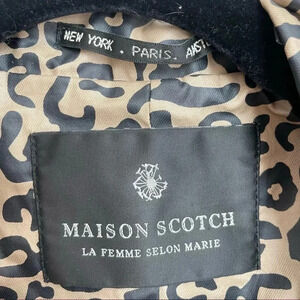 NEW YORK . PARIS. AMST
MAISON SCOTCH
LA FEMME SELON MARIE